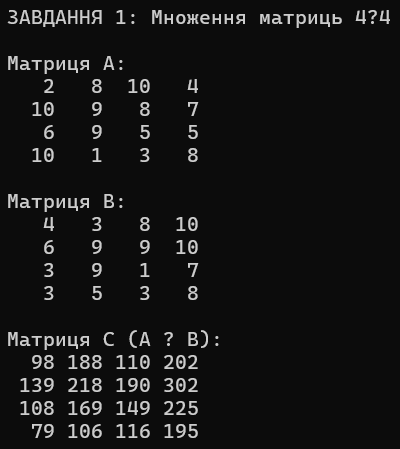 ЗАВДАННЯ 1: Множення матриць 4?4
Матриця A:
2 8 10 4
10 9 8 7
6 9 5 5
10 1 3 8
Матриця B:
4 3 8 10
6 9 9 10
3 9 1 7
3 5 3 8
Матриця C (A ? B):
98 188 110 202
139 218 190 302
108 169 149 225
79 106 116 195